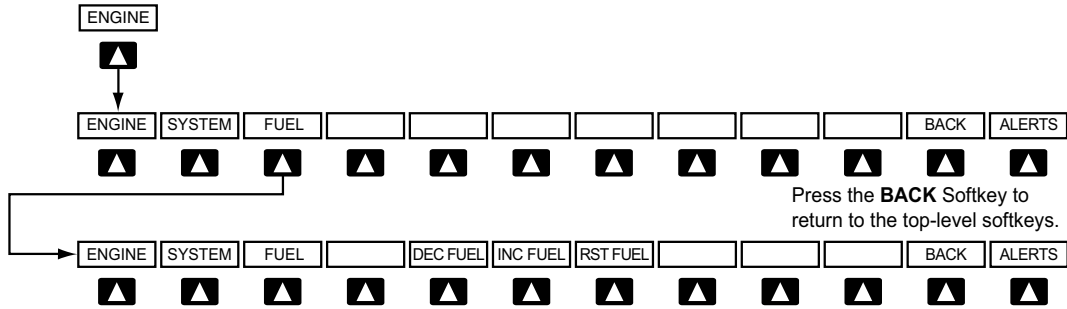 ENGINE
ENGINE SYSTEM FUEL BACK ALERTS
Press the BACK Softkey to
return to the top-level softkeys.
ENGINE SYSTEM FUEL DEC FUEL INC FUEL RST FUEL BACK ALERTS